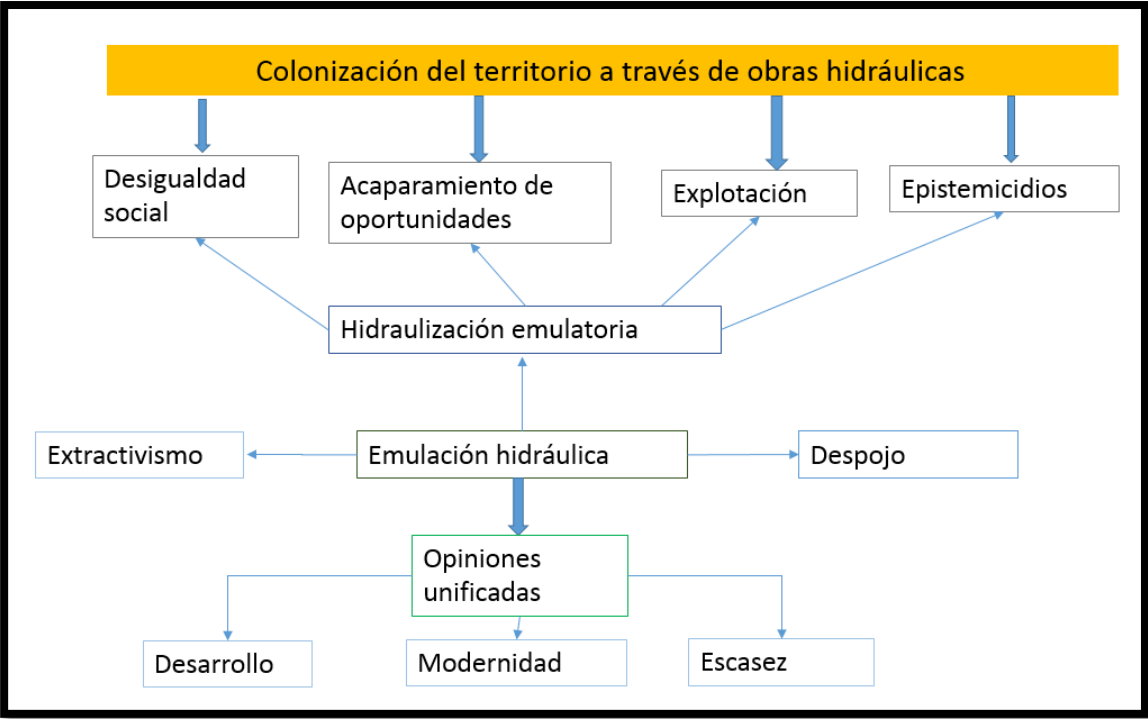 Colonización del territorio a través de obras hidráulicas
Desigualdad
social
Acaparamiento de
oportunidades
Explotación
Epistemicidios
Hidraulización emulatoria
Extractivismo
Emulación hidráulica
Despojo
Opiniones
unificadas
Desarrollo
Modernidad
Escasez